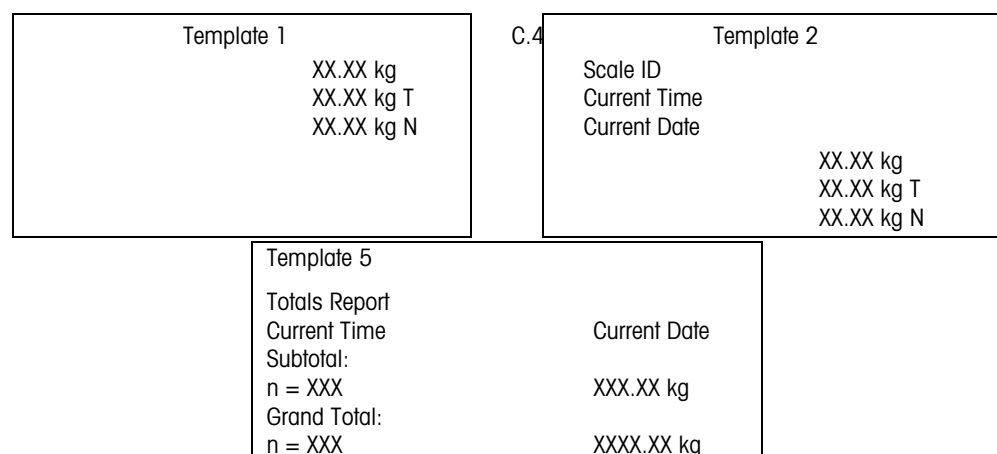 Template 1
XX.XX kg
XX.XX kg T
XX.XX kg N
C.4
Template 2
Scale ID
Current Time
Current Date
XX.XX kg
XX.XX kg T
XX.XX kg N
Template 5
Totals Report
Current Time Current Date
Subtotal:
n = XXX XXX.XX kg
Grand Total:
n = XXX XXXX.XX kg